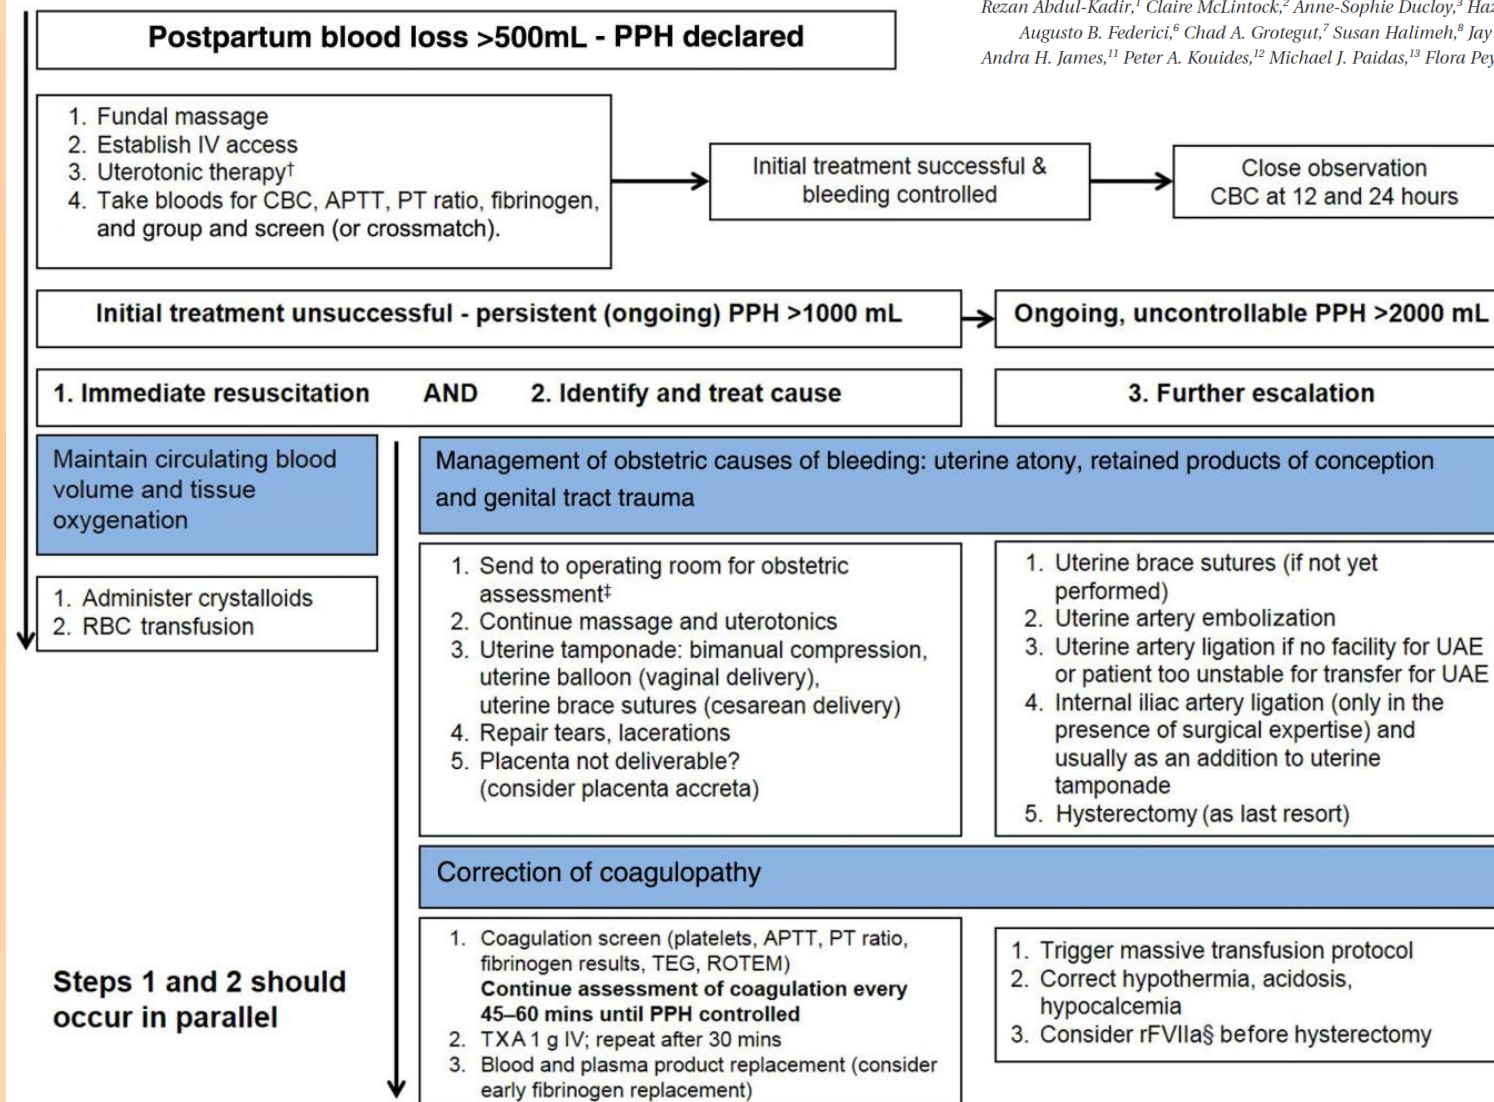 Rezan Abdul-Kadir,¹ Claire McLintock,² Anne-Sophie Ducloy,³
Augusto B. Federici,⁶ Chad A. Grotegut,⁷ Susan Halimeh,⁸ Jay
Andra H. James,¹¹ Peter A. Kouides,¹² Michael J. Paidas,¹³ Flora
Postpartum blood loss >500mL - PPH declared
1. Fundal massage
2. Establish IV access
3. Uterotonic therapy†
4. Take bloods for CBC, APTT, PT ratio, fibrinogen,
and group and screen (or crossmatch).
Initial treatment successful &
bleeding controlled
Close observation
CBC at 12 and 24 hours
Initial treatment unsuccessful - persistent (ongoing) PPH >1000 mL
Ongoing, uncontrollable PPH >2000 mL
1. Immediate resuscitation AND 2. Identify and treat cause
3. Further escalation
Maintain circulating blood
volume and tissue
oxygenation
1. Administer crystalloids
2. RBC transfusion
Management of obstetric causes of bleeding: uterine atony, retained products of conception
and genital tract trauma
1. Send to operating room for obstetric
assessment‡
2. Continue massage and uterotonics
3. Uterine tamponade: bimanual compression,
uterine balloon (vaginal delivery),
uterine brace sutures (cesarean delivery)
4. Repair tears, lacerations
5. Placenta not deliverable?
(consider placenta accreta)
1. Uterine brace sutures (if not yet
performed)
2. Uterine artery embolization
3. Uterine artery ligation if no facility for UAE
or patient too unstable for transfer for UAE
4. Internal iliac artery ligation (only in the
presence of surgical expertise) and
usually as an addition to uterine
tamponade
5. Hysterectomy (as last resort)
Correction of coagulopathy
1. Coagulation screen (platelets, APTT, PT ratio,
fibrinogen results, TEG, ROTEM)
Continue assessment of coagulation every
45–60 mins until PPH controlled
2. TXA 1 g IV; repeat after 30 mins
3. Blood and plasma product replacement (consider
early fibrinogen replacement)
1. Trigger massive transfusion protocol
2. Correct hypothermia, acidosis,
hypocalcemia
3. Consider rFVIIa§ before hysterectomy
Steps 1 and 2 should
occur in parallel